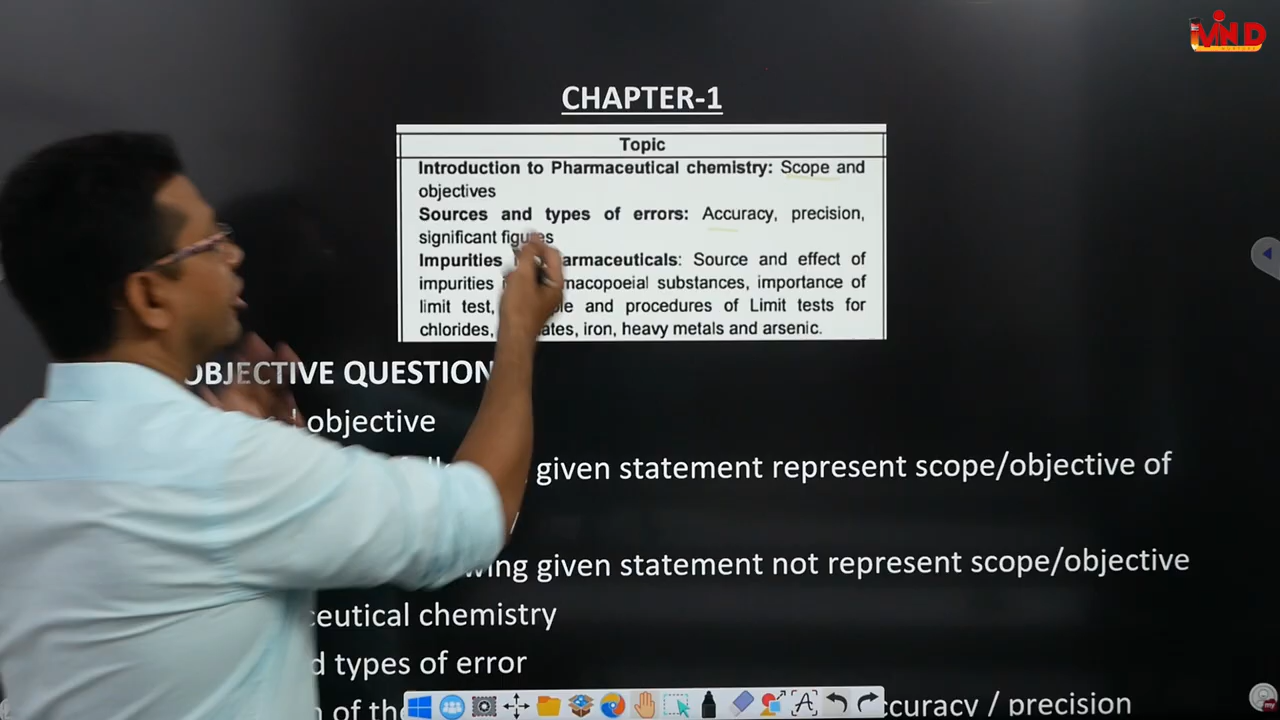 MIND
CHAPTER-1
Topic
Introduction to Pharmaceutical chemistry: Scope and
objectives
Sources and types of errors: Accuracy, precision,
significant figures
Impurities armaceuticals: Source and effect of
impurities macopoeial substances, importance of
limit test, and procedures of Limit tests for
chlorides, ates, iron, heavy metals and arsenic.
OBJECTIVE QUESTION
objective
given statement represent scope/objective of
wing given statement not represent scope/objective
ceutical chemistry
d types of error
of the ccuracy / precision